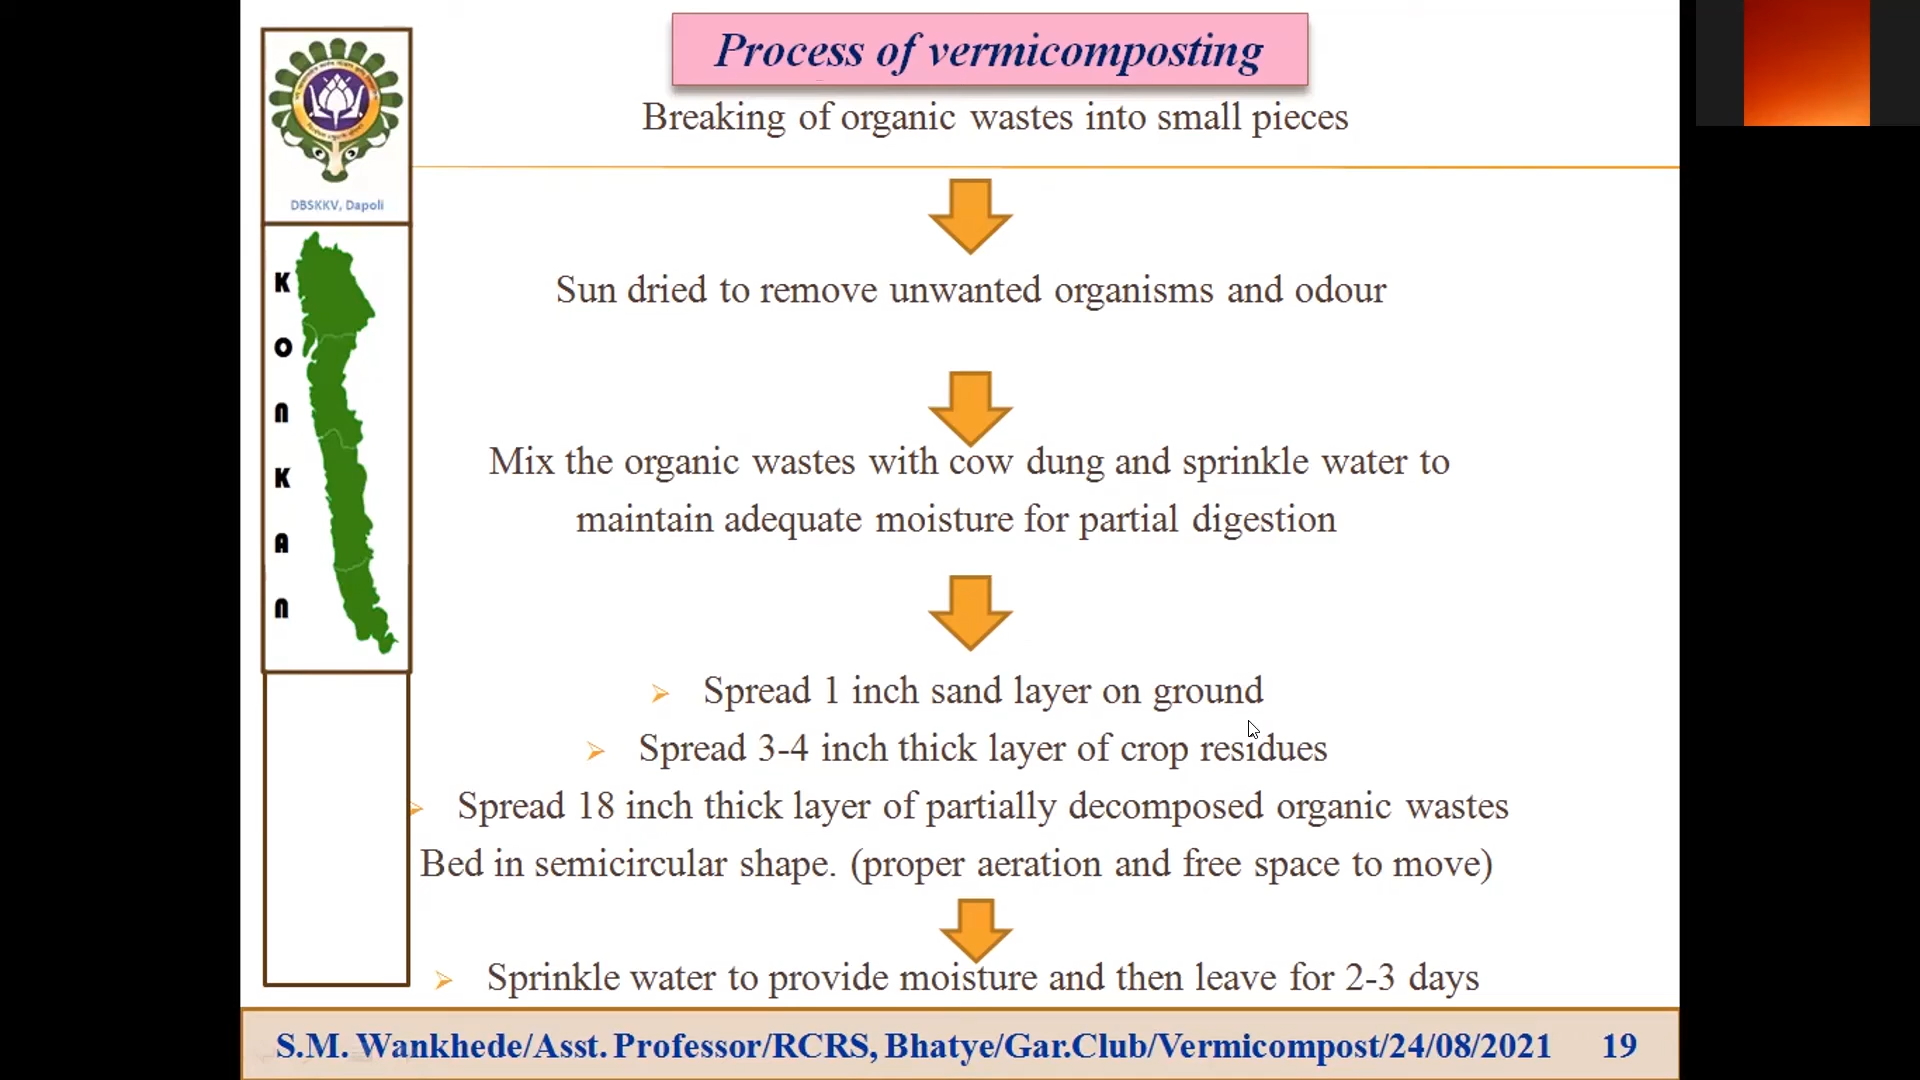 Process of vermicomposting
Breaking of organic wastes into small pieces
DBSKKV, Dapoli
K
O
N
K
A
N
Sun dried to remove unwanted organisms and odour
Mix the organic wastes with cow dung and sprinkle water to
maintain adequate moisture for partial digestion
Spread 1 inch sand layer on ground
Spread 3-4 inch thick layer of crop residues
Spread 18 inch thick layer of partially decomposed organic wastes
Bed in semicircular shape. (proper aeration and free space to move)
Sprinkle water to provide moisture and then leave for 2-3 days
S.M. Wankhede/Asst. Professor/RCRS, Bhatye/Gar.Club/Vermicompost/24/08/2021 19